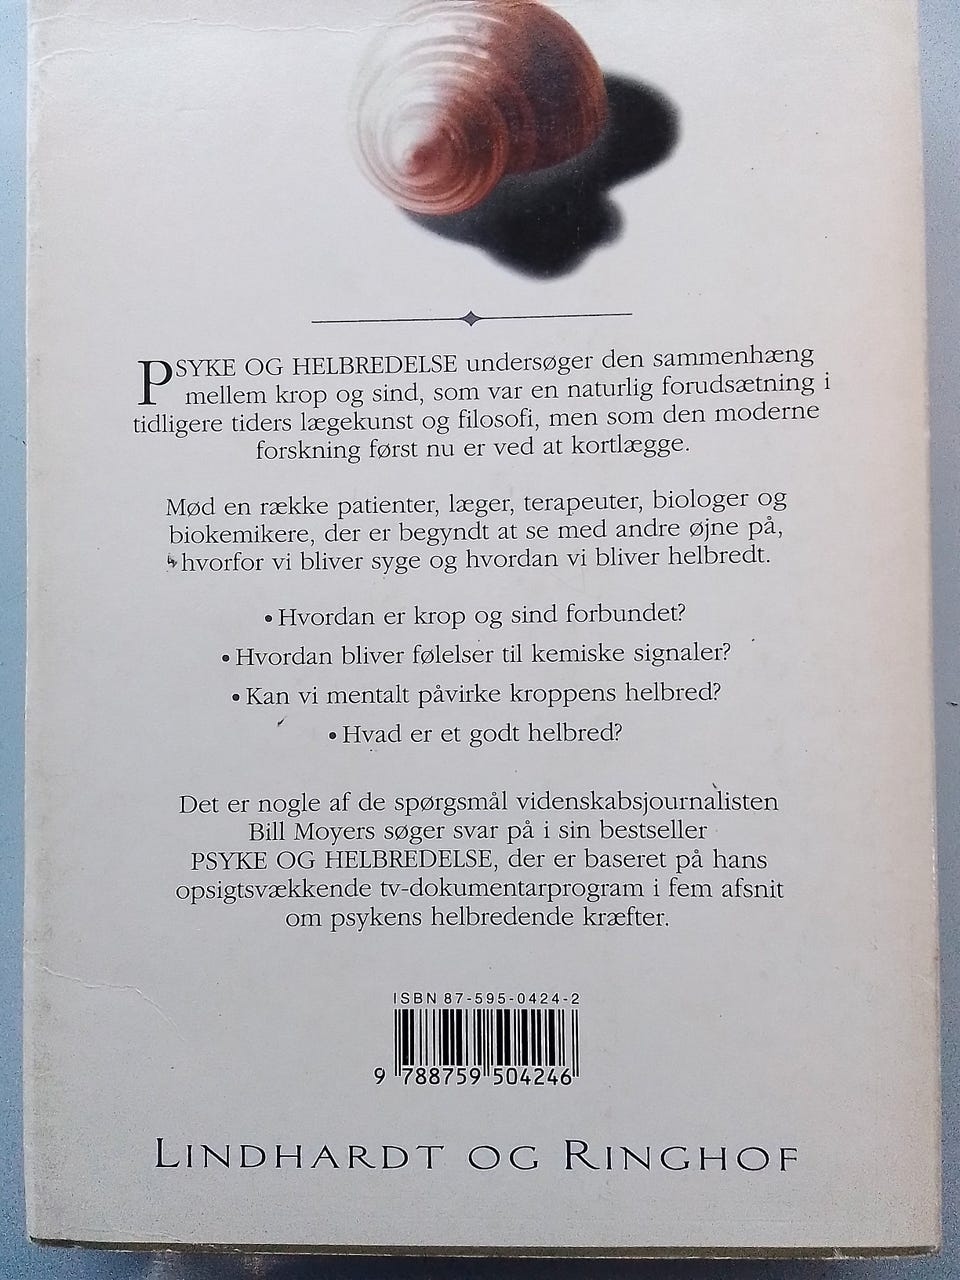 PSYKE OG HELBREDELSE undersøger den sammenhæng
mellem krop og sind, som var en naturlig forudsætning i
tidligere tiders lægekunst og filosofi, men som den moderne
forskning først nu er ved at kortlægge.
Mød en række patienter, læger, terapeuter, biologer og
biokemikere, der er begyndt at se med andre øjne på,
hvorfor vi bliver syge og hvordan vi bliver helbredt.
• Hvordan er krop og sind forbundet?
• Hvordan bliver følelser til kemiske signaler?
• Kan vi mentalt påvirke kroppens helbred?
• Hvad er et godt helbred?
Det er nogle af de spørgsmål videnskabsjournalisten
Bill Moyers søger svar på i sin bestseller
PSYKE OG HELBREDELSE, der er baseret på hans
opsigtsvækkende tv-dokumentarprogram i fem afsnit
om psykens helbredende kræfter.
ISBN 87-595-0424-2
9 788759 504246
LINDHARDT OG RINGHOF